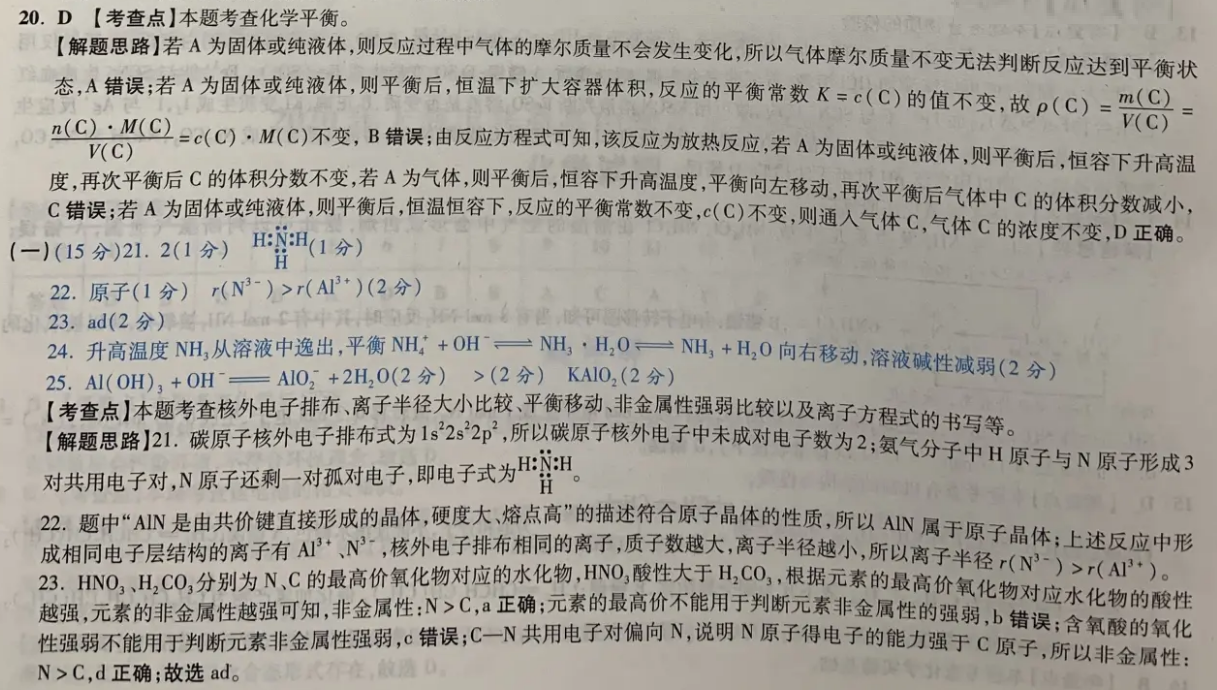 20. D 【考查点】本题考查化学平衡。
【解题思路】若 A 为固体或纯液体,则反应过程中气体的摩尔质量不会发生变化,所以气体摩尔质量不变无法判断反应达到平衡状
态,A 错误;若 A 为固体或纯液体,则平衡后,恒温下扩大容器体积,反应的平衡常数 K = c(C) 的值不变,故 ρ(C) = m(C)/V(C) =
n(C)·M(C)/V(C) = c(C)·M(C)不变, B 错误;由反应方程式可知,该反应为放热反应,若 A 为固体或纯液体,则平衡后,恒容下升高温
度,再次平衡后 C 的体积分数不变,若 A 为气体,则平衡后,恒容下升高温度,平衡向左移动,再次平衡后气体中 C 的体积分数减小,
C 错误;若 A 为固体或纯液体,则平衡后,恒温恒容下,反应的平衡常数不变,c(C)不变,则通入气体 C,气体 C 的浓度不变,D 正确。
(一)(15 分)21. 2(1 分) H:N̈:H(1 分)
H
22. 原子(1 分) r(N³⁻)>r(Al³⁺)(2 分)
23. ad(2 分)
24. 升高温度 NH₃从溶液中逸出,平衡 NH₄⁺ + OH⁻⇌NH₃·H₂O⇌NH₃ + H₂O 向右移动,溶液碱性减弱(2 分)
25. Al(OH)₃ + OH⁻══AlO₂⁻ + 2H₂O(2 分) >(2 分) KAlO₂(2 分)
【考查点】本题考查核外电子排布、离子半径大小比较、平衡移动、非金属性强弱比较以及离子方程式的书写等。
【解题思路】21. 碳原子核外电子排布式为 1s²2s²2p²,所以碳原子核外电子中未成对电子数为 2;氨气分子中 H 原子与 N 原子形成 3
对共用电子对,N 原子还剩一对孤对电子,即电子式为 H:N̈:H。
H
22. 题中“AlN 是由共价键直接形成的晶体,硬度大、熔点高”的描述符合原子晶体的性质,所以 AlN 属于原子晶体;上述反应中形
成相同电子层结构的离子有 Al³⁺、N³⁻,核外电子排布相同的离子,质子数越大,离子半径越小,所以离子半径 r(N³⁻)>r(Al³⁺)。
23. HNO₃、H₂CO₃分别为 N、C 的最高价氧化物对应的水化物,HNO₃酸性大于 H₂CO₃,根据元素的最高价氧化物对应水化物的酸性
越强,元素的非金属性越强可知,非金属性:N>C,a 正确;元素的最高价不能用于判断元素非金属性的强弱,b 错误;含氧酸的氧化
性强弱不能用于判断元素非金属性强弱,c 错误;C—N 共用电子对偏向 N,说明 N 原子得电子的能力强于 C 原子,所以非金属性:
N>C,d 正确;故选 ad。